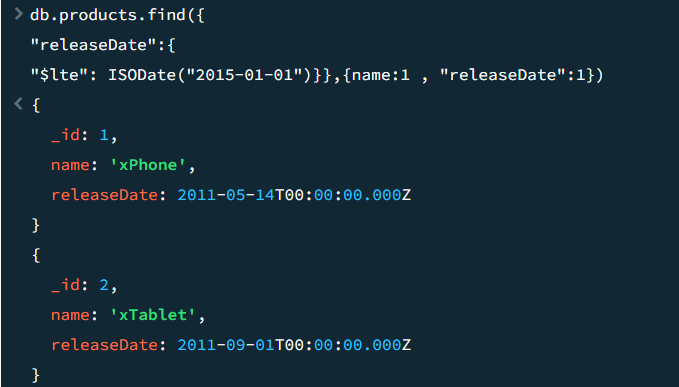 > db.products.find({
"releaseDate":{
"$lte": ISODate("2015-01-01")}},{name:1 , "releaseDate":1})
< {
_id: 1,
name: 'xPhone',
releaseDate: 2011-05-14T00:00:00.000Z
}
{
_id: 2,
name: 'xTablet',
releaseDate: 2011-09-01T00:00:00.000Z
}